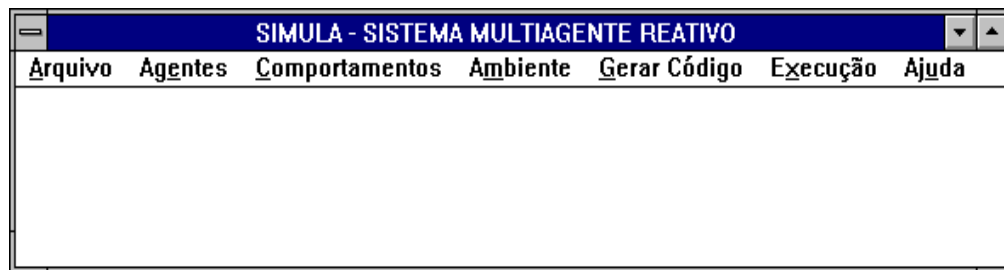 SIMULA - SISTEMA MULTIAGENTE REATIVO
Arquivo Agentes Comportamentos Ambiente Gerar Código Execução Ajuda